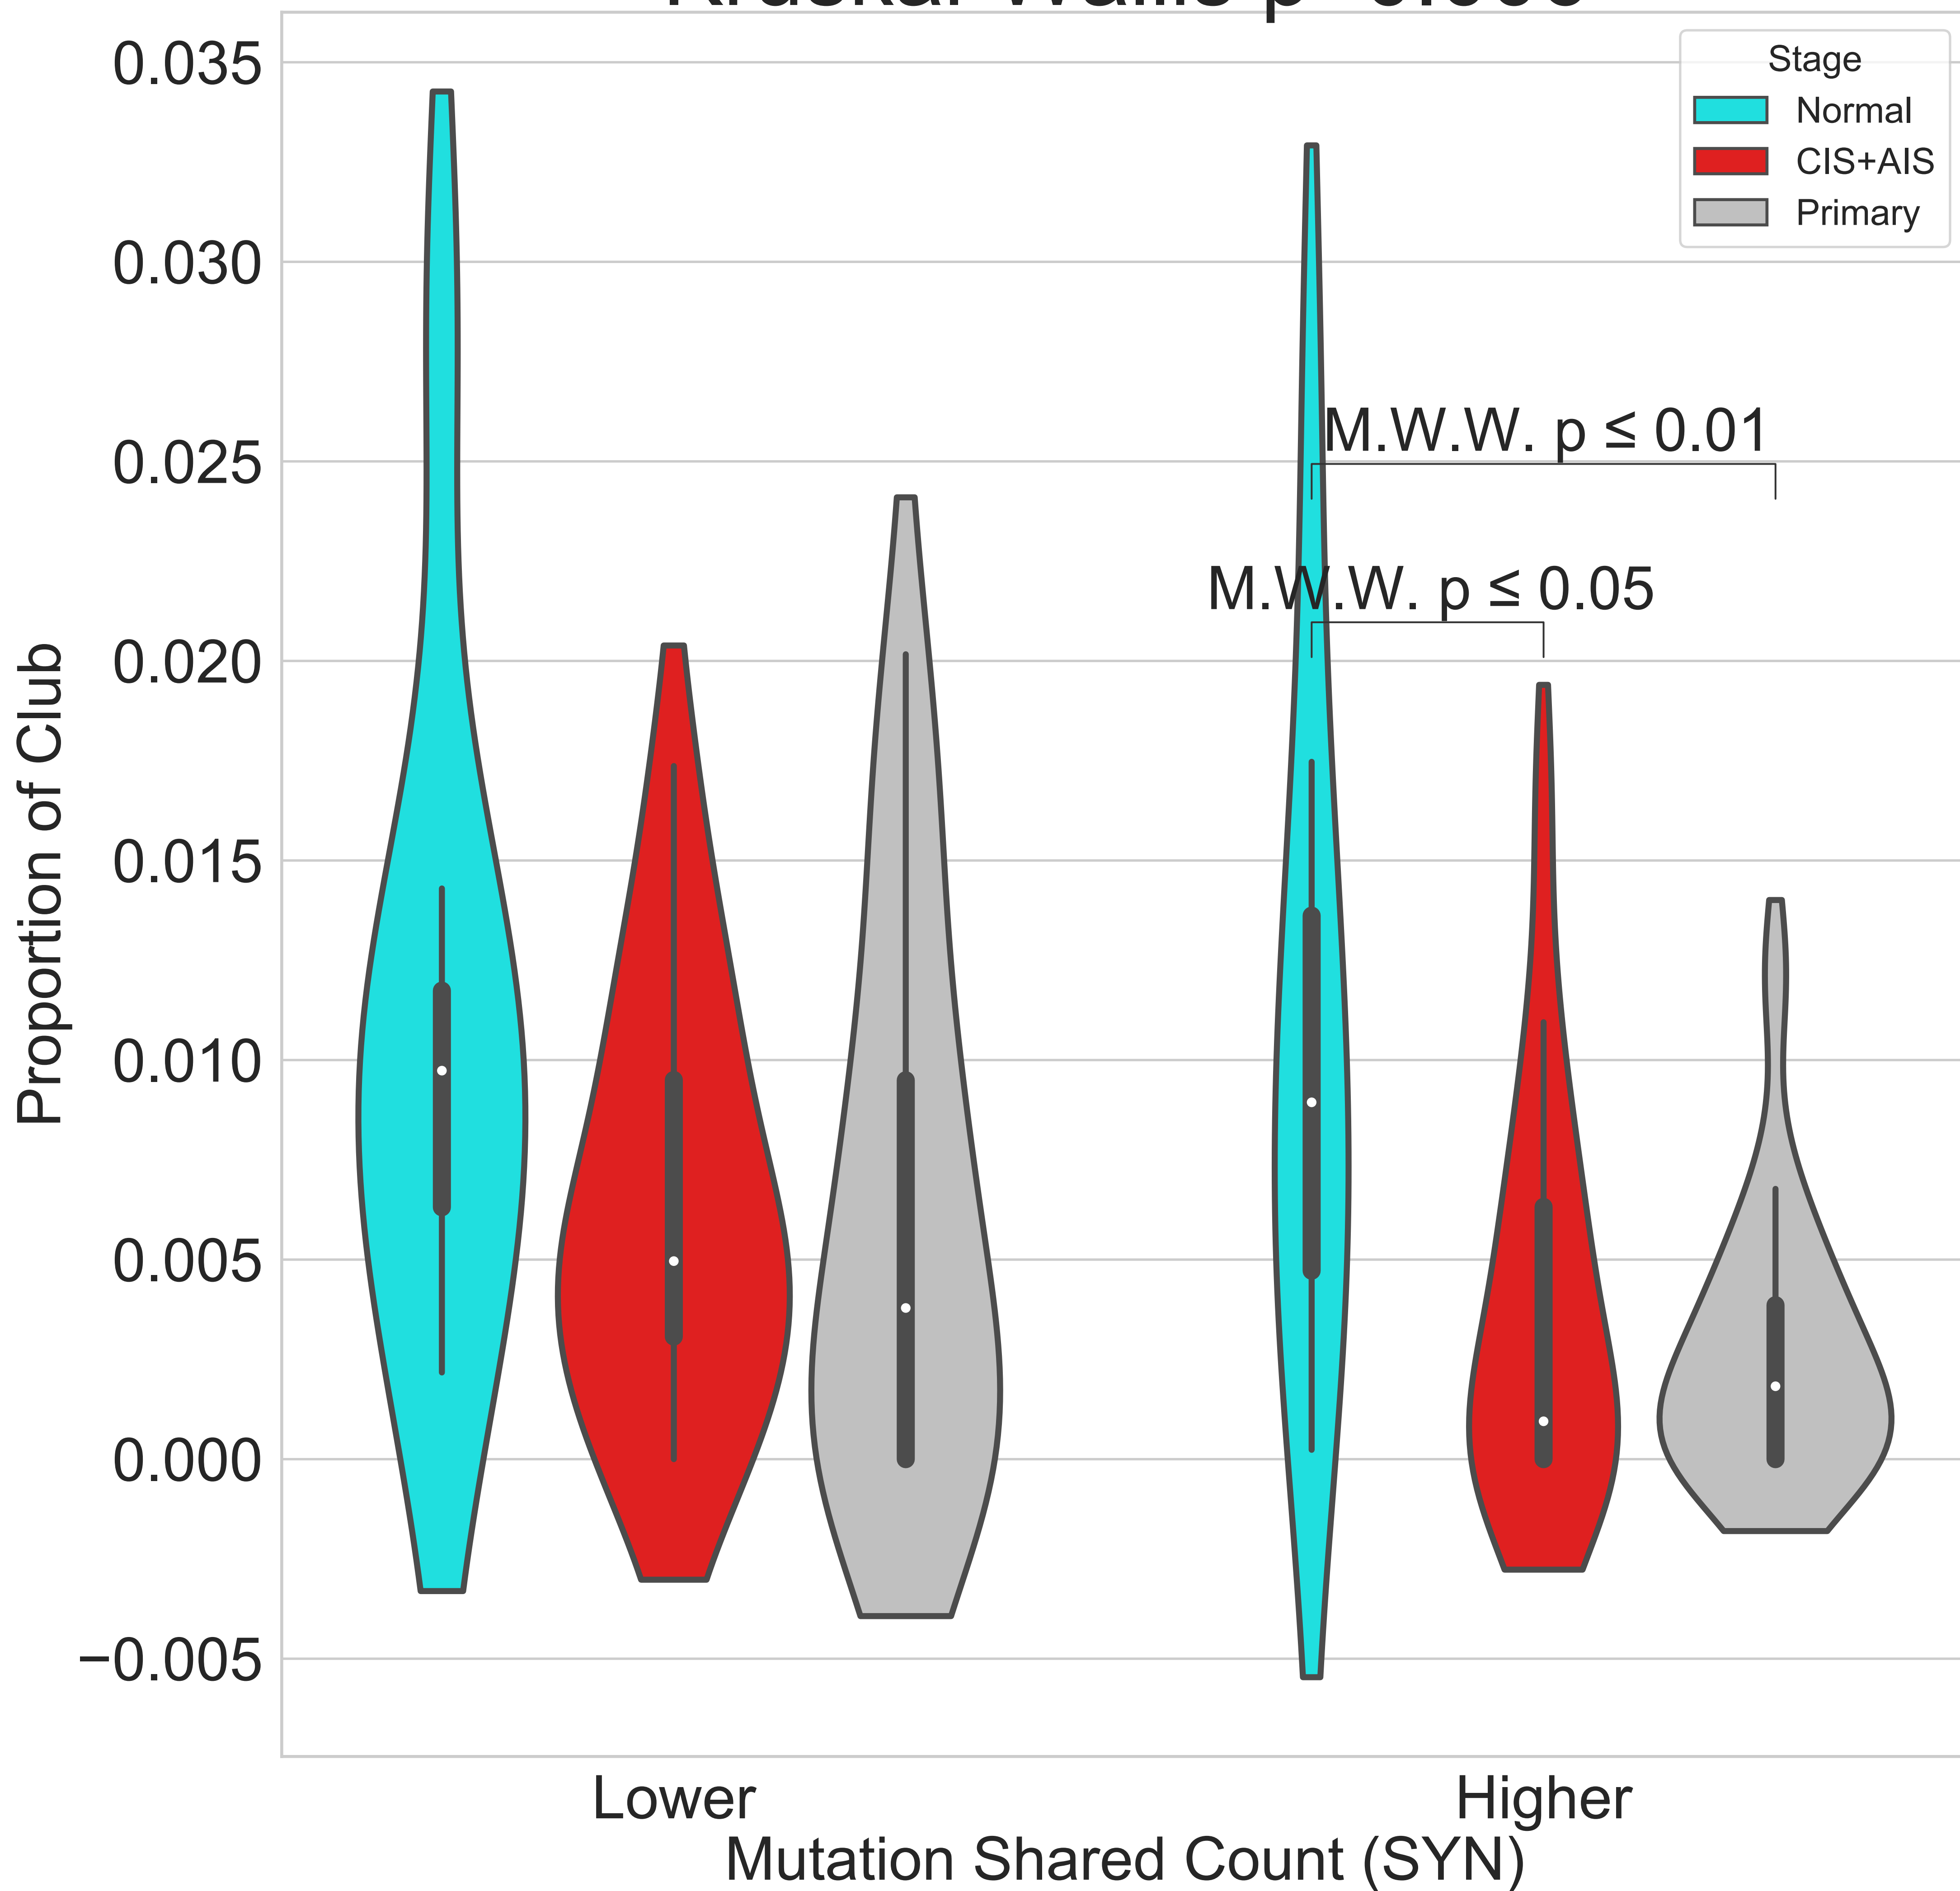 0.035
0.030
0.025
0.020
0.015
0.010
0.005
0.000
−0.005
Proportion of Club
Stage
Normal
CIS+AIS
Primary
M.W.W. p ≤ 0.01
M.W.W. p ≤ 0.05
Lower
Higher
Mutation Shared Count (SYN)